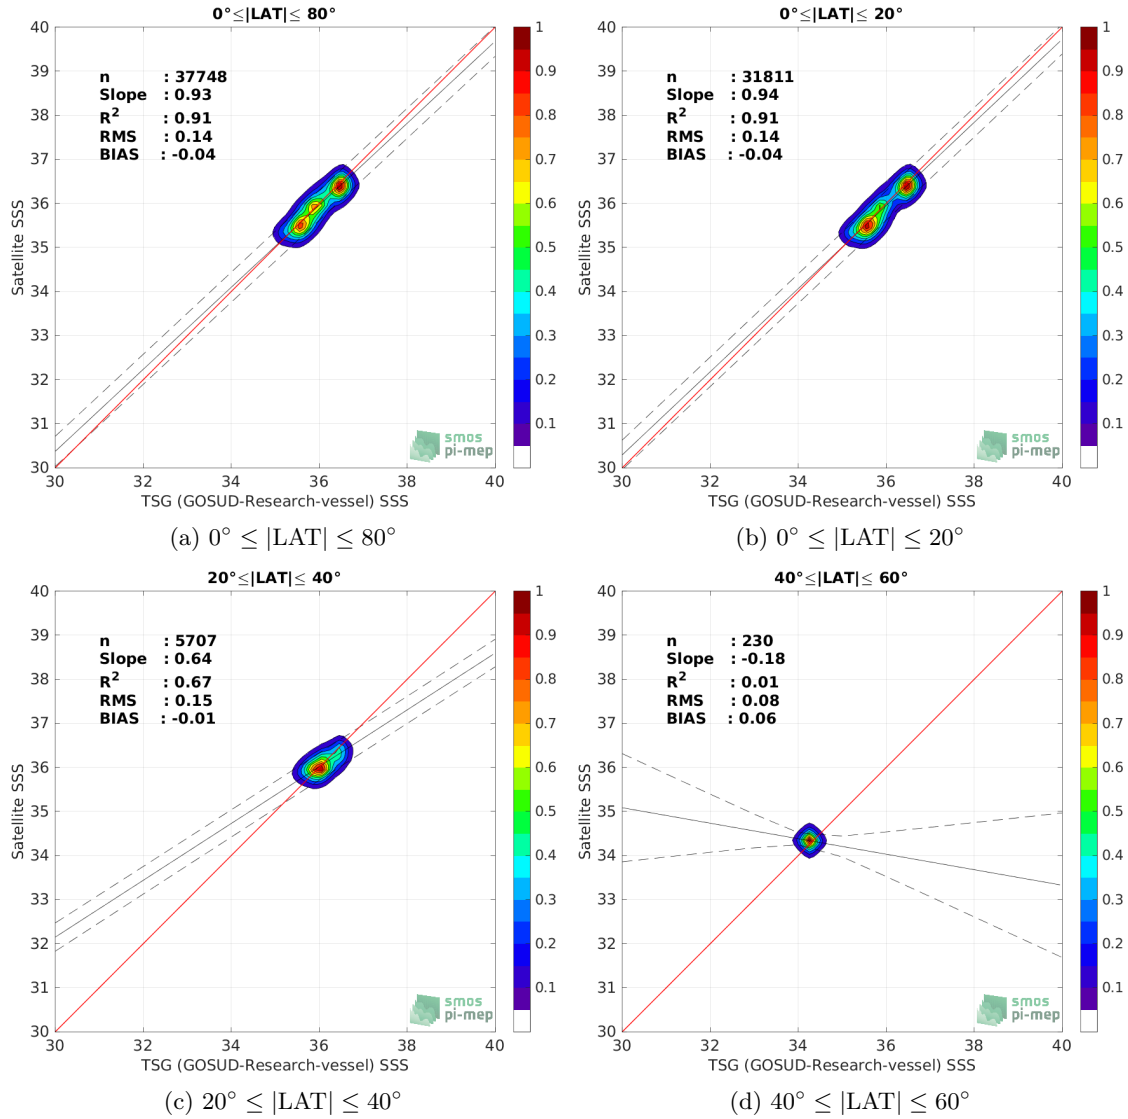 0°≤|LAT|≤ 80°
n : 37748
Slope : 0.93
R² : 0.91
RMS : 0.14
BIAS : -0.04
40
39
38
37
36
35
34
33
32
31
30
30 32 34 36 38 40
Satellite SSS
TSG (GOSUD-Research-vessel) SSS
1
0.9
0.8
0.7
0.6
0.5
0.4
0.3
0.2
0.1
smos
pi-mep
(a) 0° ≤ |LAT| ≤ 80°
0°≤|LAT|≤ 20°
n : 31811
Slope : 0.94
R² : 0.91
RMS : 0.14
BIAS : -0.04
40
39
38
37
36
35
34
33
32
31
30
30 32 34 36 38 40
Satellite SSS
TSG (GOSUD-Research-vessel) SSS
1
0.9
0.8
0.7
0.6
0.5
0.4
0.3
0.2
0.1
smos
pi-mep
(b) 0° ≤ |LAT| ≤ 20°
20°≤|LAT|≤ 40°
n : 5707
Slope : 0.64
R² : 0.67
RMS : 0.15
BIAS : -0.01
40
39
38
37
36
35
34
33
32
31
30
30 32 34 36 38 40
Satellite SSS
TSG (GOSUD-Research-vessel) SSS
1
0.9
0.8
0.7
0.6
0.5
0.4
0.3
0.2
0.1
smos
pi-mep
(c) 20° ≤ |LAT| ≤ 40°
40°≤|LAT|≤ 60°
n : 230
Slope : -0.18
R² : 0.01
RMS : 0.08
BIAS : 0.06
40
39
38
37
36
35
34
33
32
31
30
30 32 34 36 38 40
Satellite SSS
TSG (GOSUD-Research-vessel) SSS
1
0.9
0.8
0.7
0.6
0.5
0.4
0.3
0.2
0.1
smos
pi-mep
(d) 40° ≤ |LAT| ≤ 60°